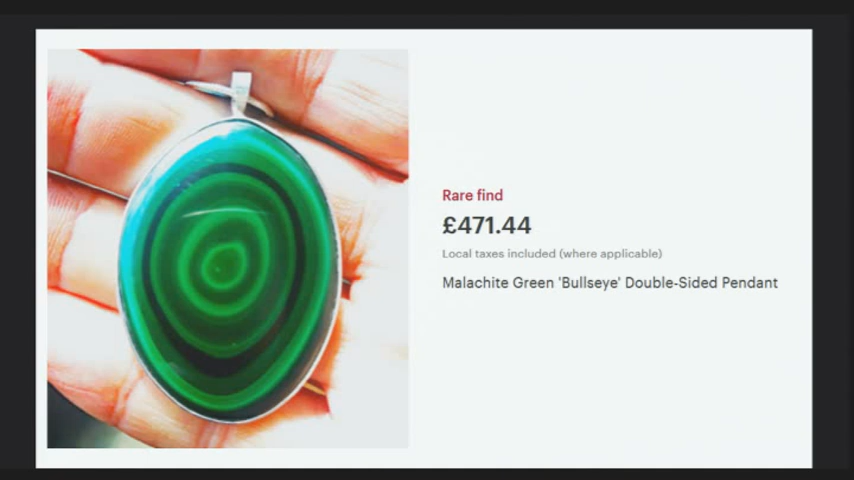 Rare find
£471.44
Local taxes included (where applicable)
Malachite Green 'Bullseye' Double-Sided Pendant